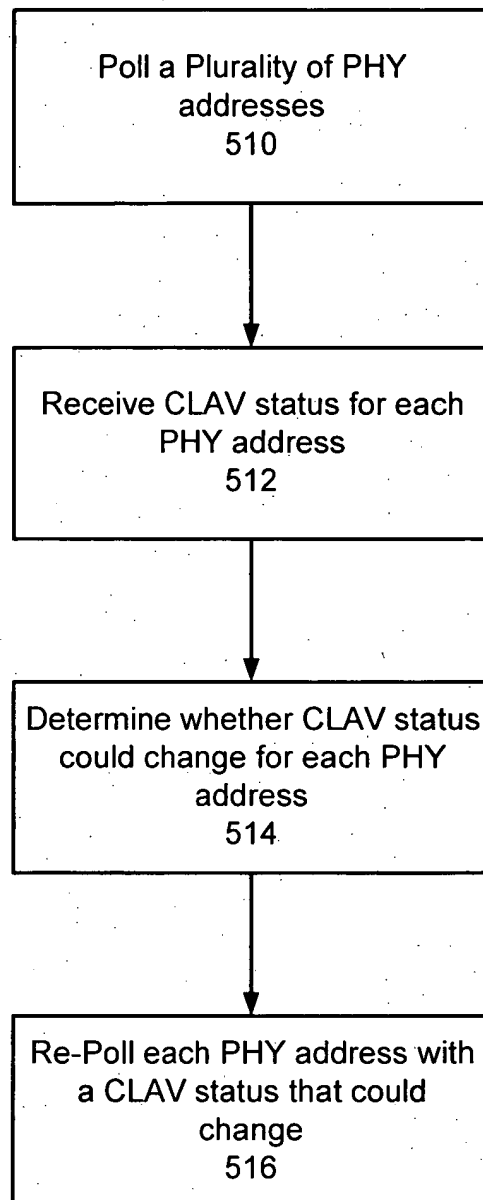 Poll a Plurality of PHY
addresses
510
Receive CLAV status for each
PHY address
512
Determine whether CLAV status
could change for each PHY
address
514
Re-Poll each PHY address with
a CLAV status that could
change
516